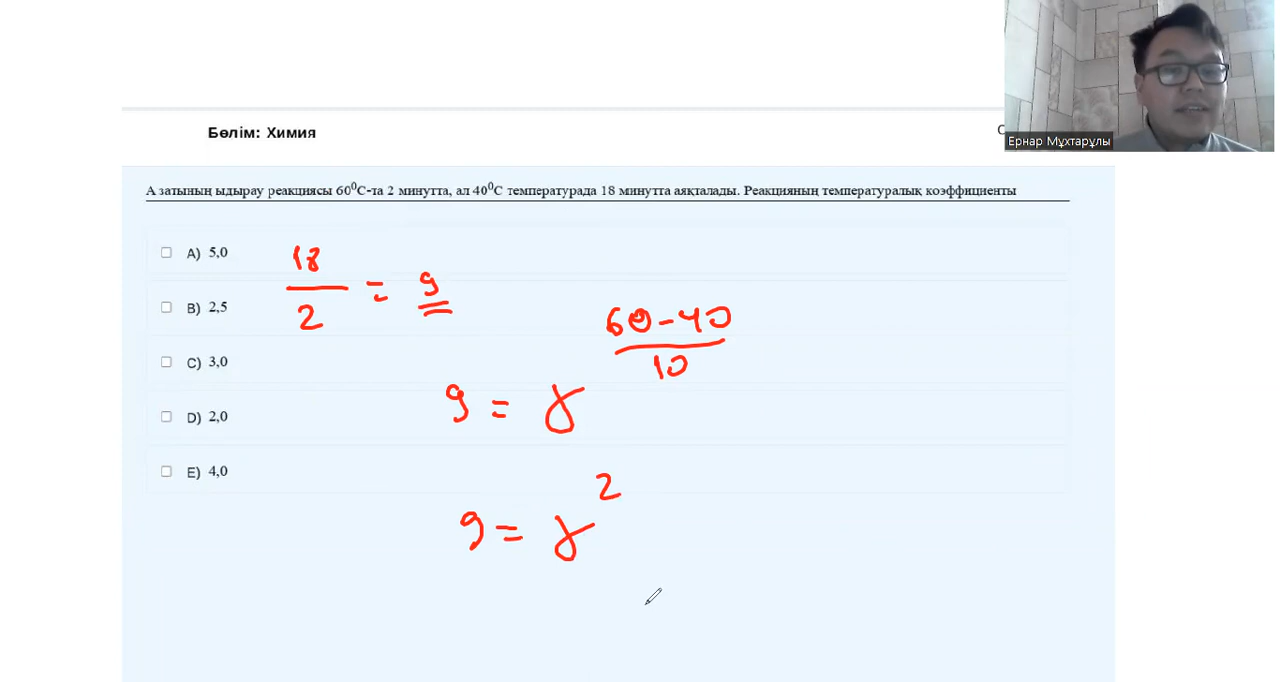 Бөлім: Химия
С
Ернар Мұхтарұлы
А затының ыдырау реакциясы 60⁰С-та 2 минутта, ал 40⁰С температурада 18 минутта аяқталады. Реакцияның температуралық коэффициенты
A) 5,0
B) 2,5
C) 3,0
D) 2,0
E) 4,0
18
2
= 9
60-40
10
9 = γ
2
9 = γ